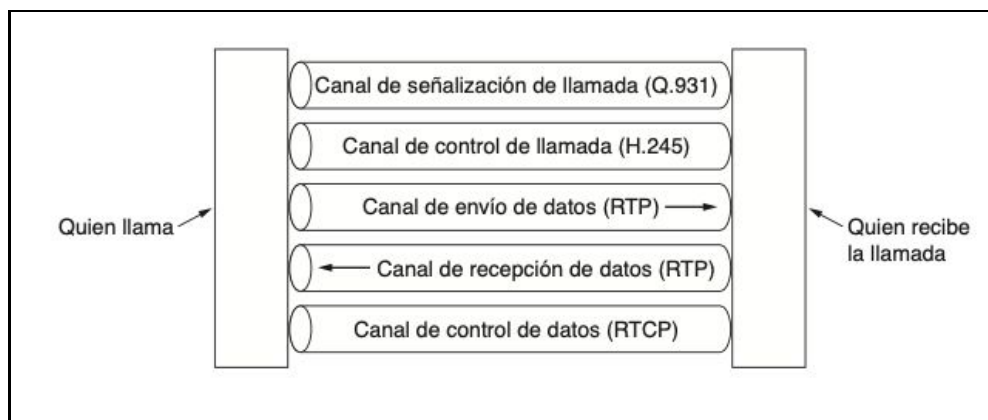 Canal de señalización de llamada (Q.931)
Canal de control de llamada (H.245)
Canal de envío de datos (RTP)
Quien llama
Quien recibe
la llamada
Canal de recepción de datos (RTP)
Canal de control de datos (RTCP)